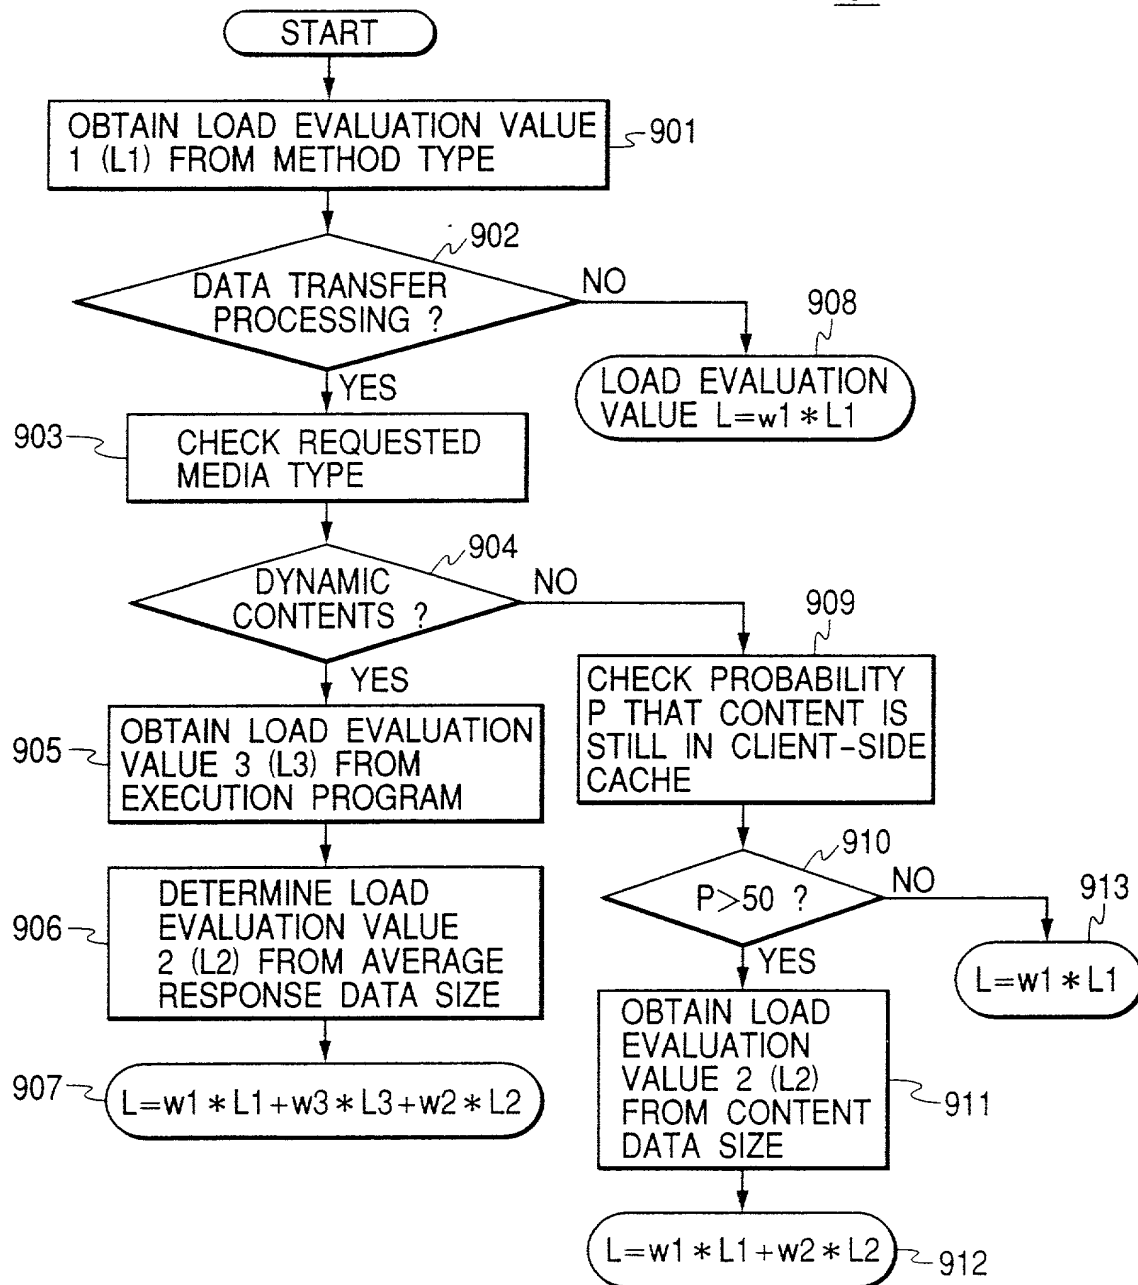 START
OBTAIN LOAD EVALUATION VALUE
1 (L1) FROM METHOD TYPE
901
902
DATA TRANSFER
PROCESSING ?
NO
908
LOAD EVALUATION
VALUE L=w1*L1
YES
903
CHECK REQUESTED
MEDIA TYPE
904
DYNAMIC
CONTENTS ?
NO
909
CHECK PROBABILITY
P THAT CONTENT IS
STILL IN CLIENT-SIDE
CACHE
YES
905
OBTAIN LOAD EVALUATION
VALUE 3 (L3) FROM
EXECUTION PROGRAM
910
P>50 ?
NO
913
L=w1*L1
906
DETERMINE LOAD
EVALUATION VALUE
2 (L2) FROM AVERAGE
RESPONSE DATA SIZE
YES
OBTAIN LOAD
EVALUATION
VALUE 2 (L2)
FROM CONTENT
DATA SIZE
911
907
L=w1*L1+w3*L3+w2*L2
L=w1*L1+w2*L2
912